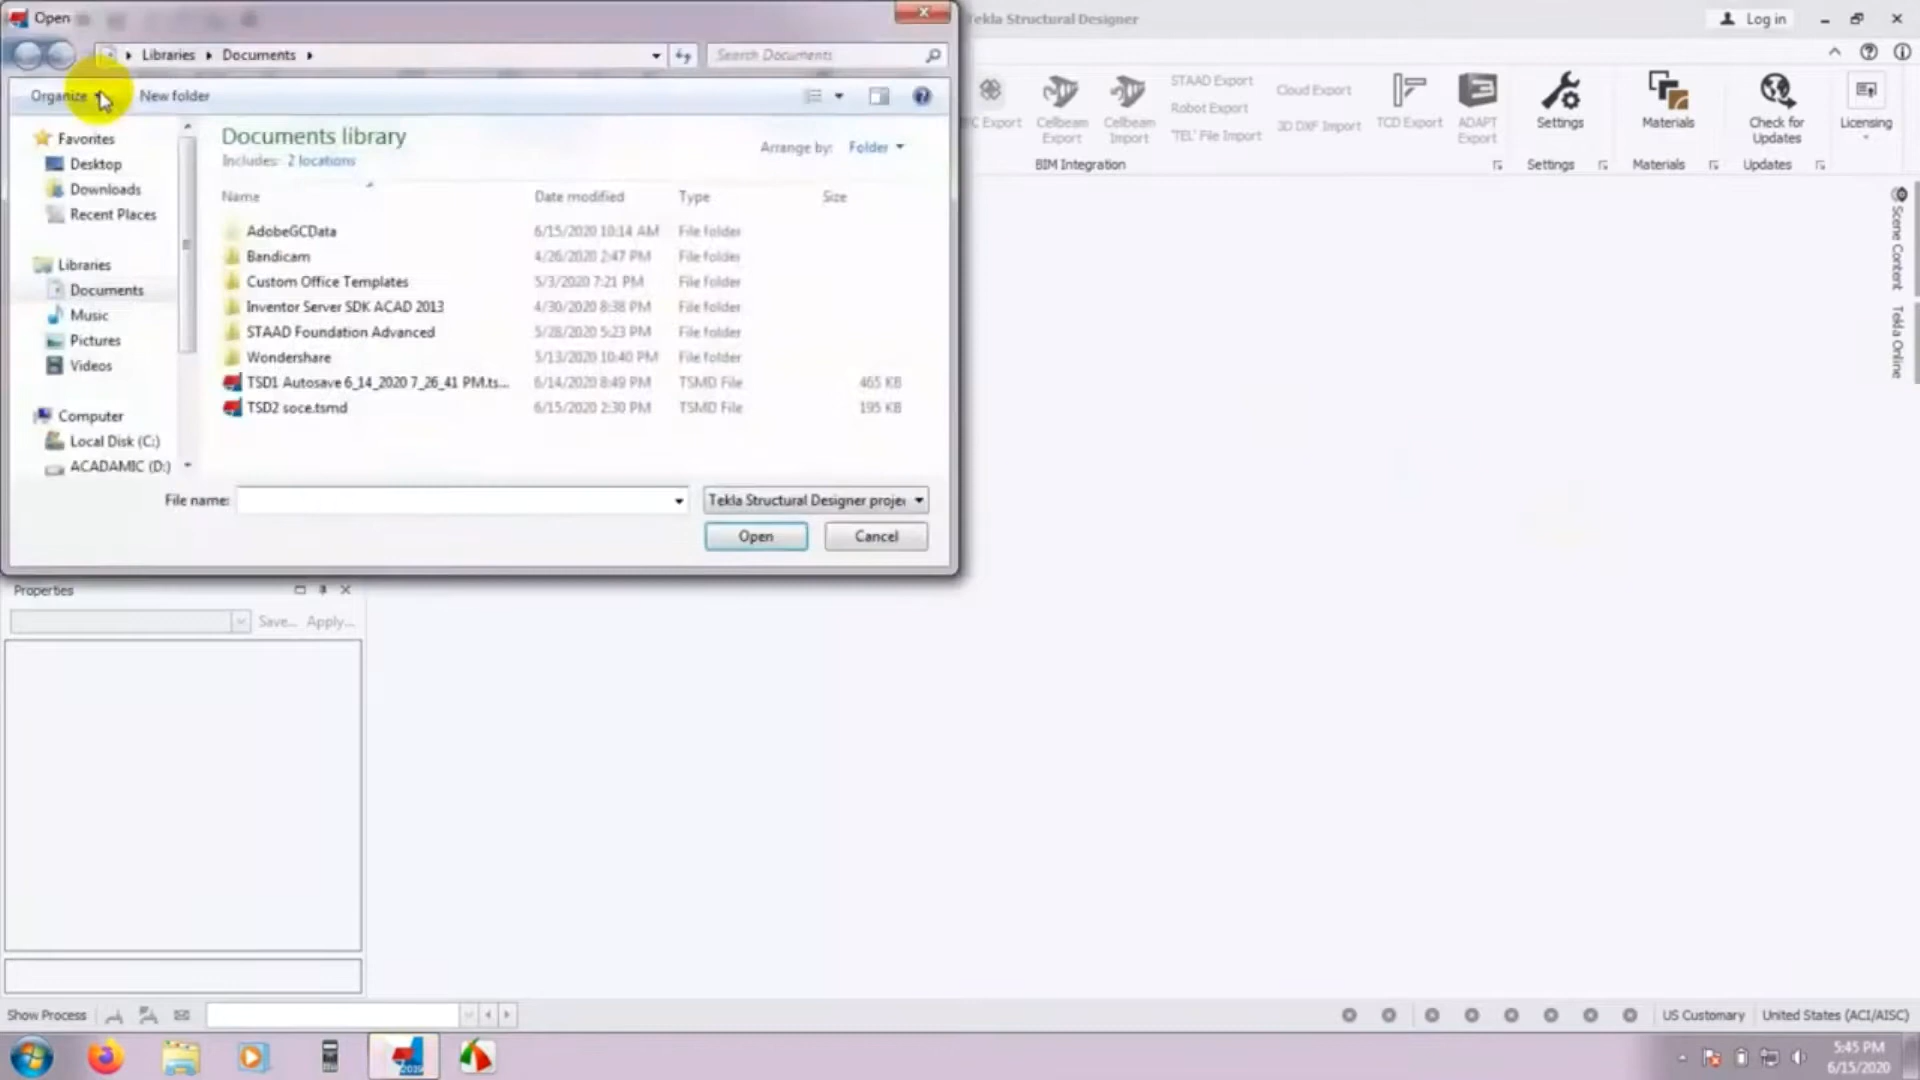 Open
Tekla Structural Designer
Log in
Libraries Documents
Search Documents
Organize New folder
Favorites
Desktop
Downloads
Recent Places
Libraries
Documents
Music
Pictures
Videos
Computer
Local Disk (C:)
ACADAMIC (D:)
Documents library
Includes: 2 locations
Arrange by: Folder
Name Date modified Type Size
AdobeGCData 6/15/2020 10:14 AM File folder
Bandicam 4/26/2020 2:47 PM File folder
Custom Office Templates 5/3/2020 7:21 PM File folder
Inventor Server SDK ACAD 2013 4/30/2020 8:38 PM File folder
STAAD Foundation Advanced 5/28/2020 5:23 PM File folder
Wondershare 5/13/2020 10:40 PM File folder
TSD1 Autosave 6_14_2020 7_26_41 PM.ts... 6/14/2020 8:49 PM TSMD File 465 KB
TSD2 soce.tsmd 6/15/2020 2:30 PM TSMD File 195 KB
File name:
Tekla Structural Designer projec
Open Cancel
Export
Celbeam Export
Celbeam Import
STAAD Export
Robot Export
'TEL' File Import
Cloud Export
3D DXF Import
TCD Export
ADAPT Export
BIM Integration
Settings
Settings
Materials
Materials
Check for Updates
Updates
Licensing
Scene Content
Tekla Online
Properties
Save... Apply...
Show Process
US Customary United States (ACI/AISC)
2019
5:45 PM
6/15/2020